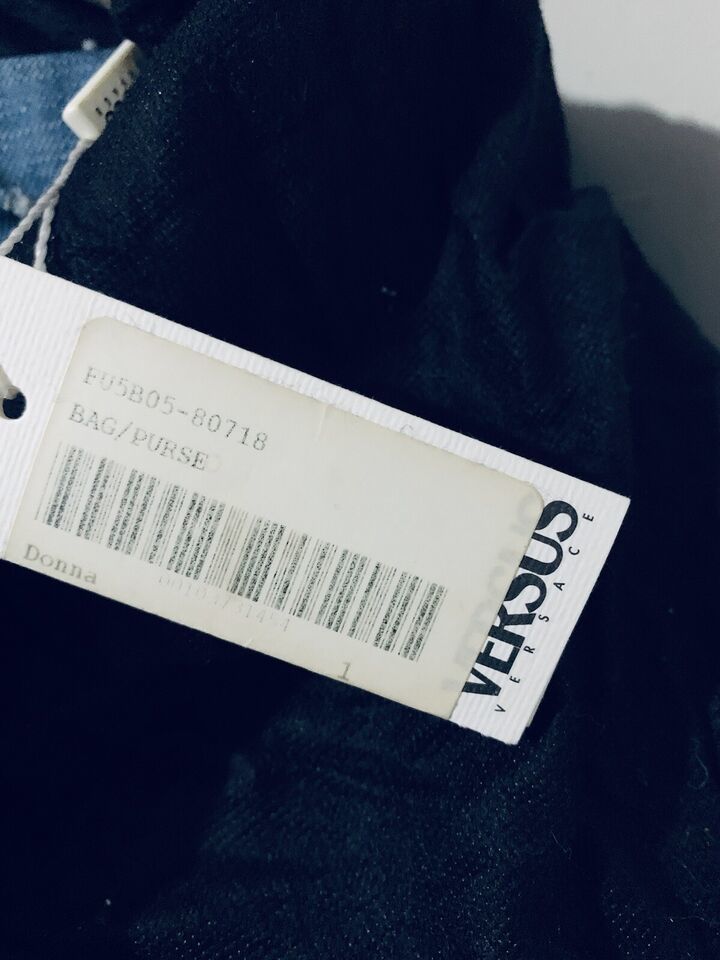 FU5B05-80718
BAG/PURSE
Donna
1
VERSUS
VERSACE